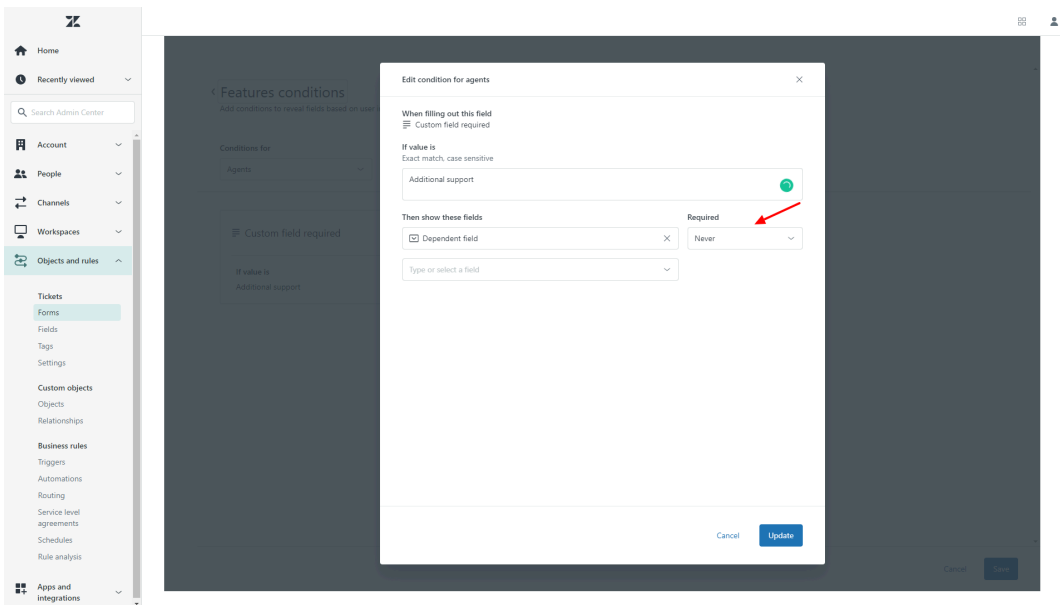 Home
Recently viewed
Search Admin Center
Account
People
Channels
Workspaces
Objects and rules
Tickets
Forms
Fields
Tags
Settings
Custom objects
Objects
Relationships
Business rules
Triggers
Automations
Routing
Service level
agreements
Schedules
Rule analysis
Apps and
integrations
Features conditions
Add conditions to reveal fields based on user
Conditions for
Agents
Custom field required
If value is
Additional support
Edit condition for agents
When filling out this field
Custom field required
If value is
Exact match, case sensitive
Additional support
Then show these fields
Required
Dependent field
Never
Type or select a field
Cancel
Update
Cancel
Save